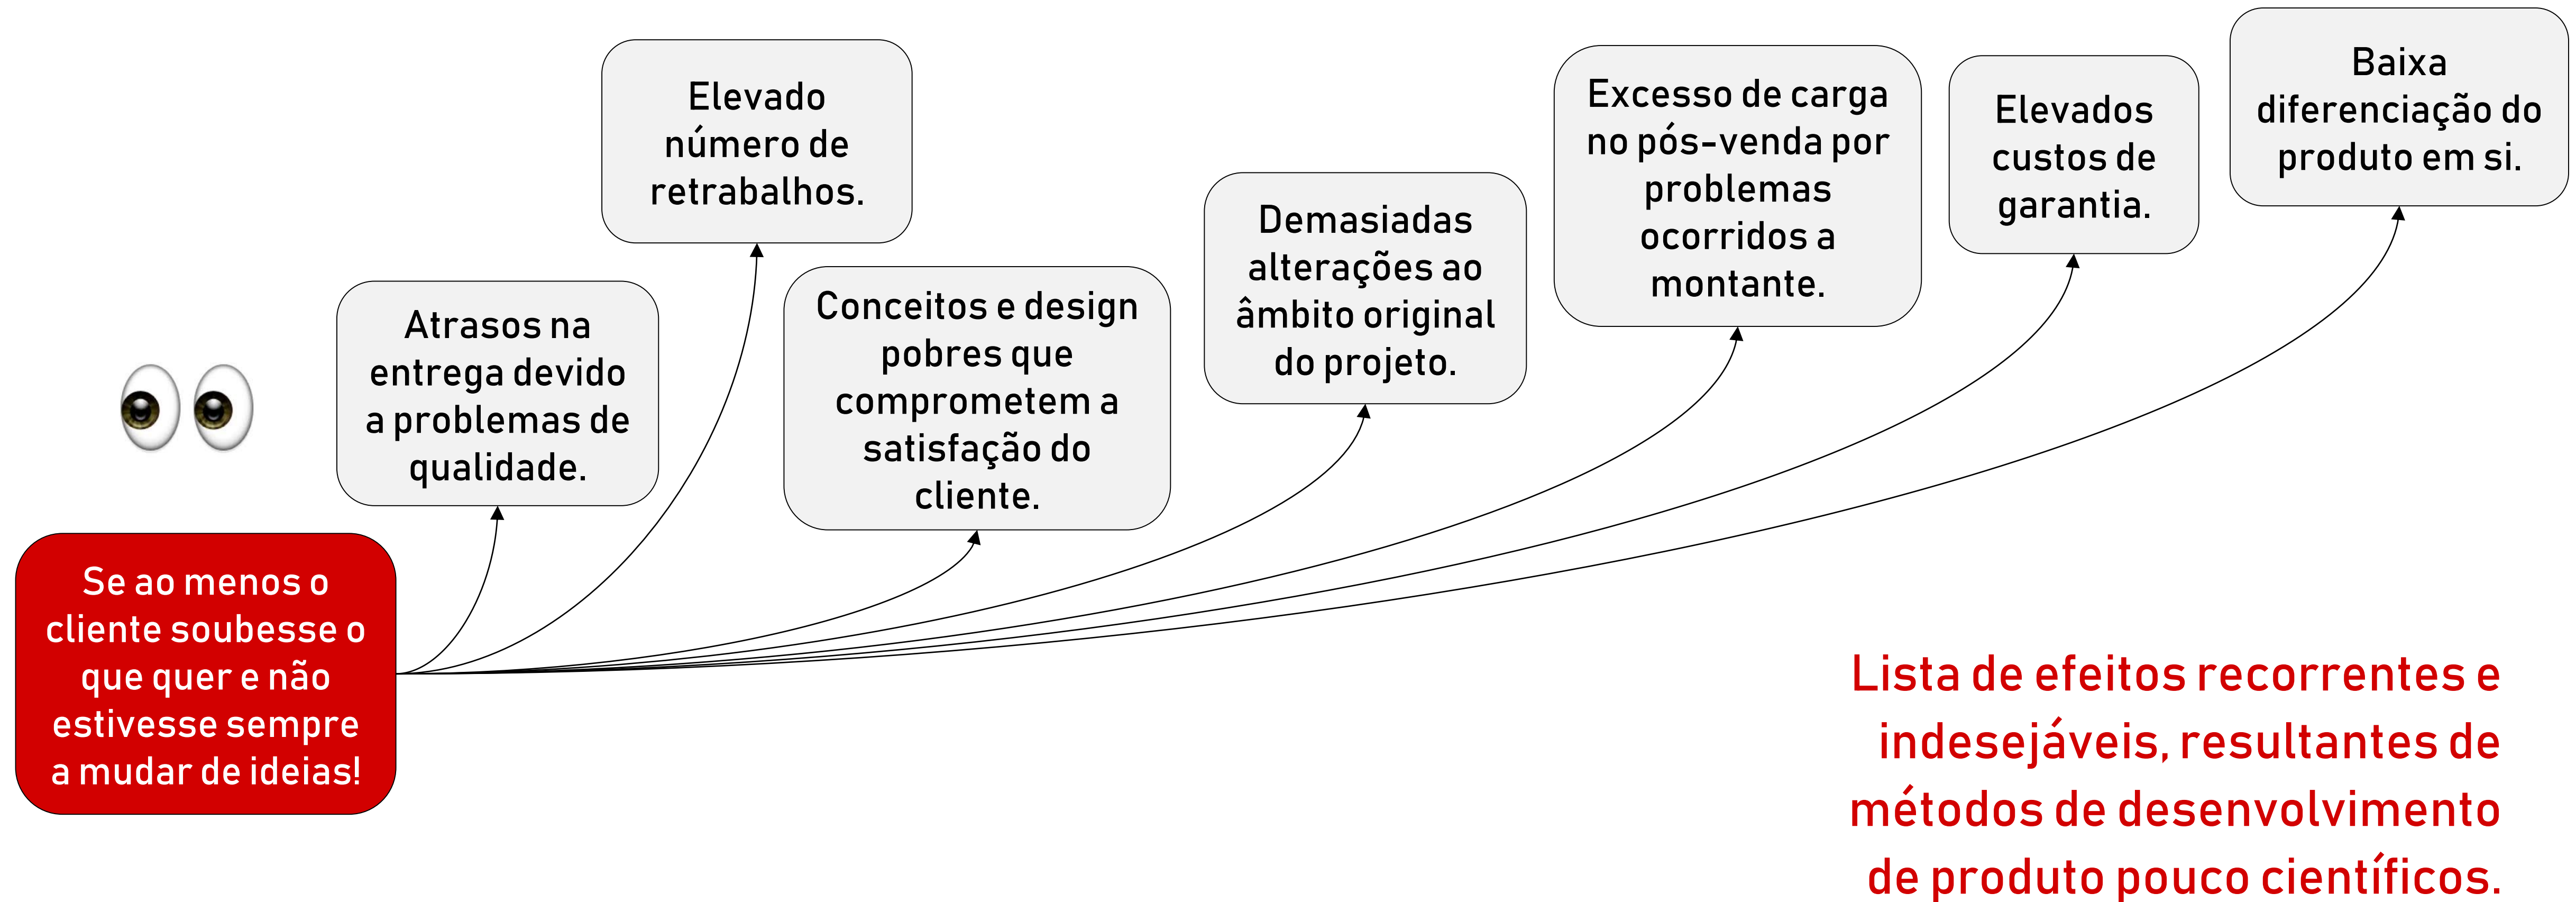 Elevado
número de
retrabalhos.
Excesso de carga
no pós-venda por
problemas
ocorridos a
montante.
Elevados
custos de
garantia.
Baixa
diferenciação do
produto em si.
Atrasos na
entrega devido
a problemas de
qualidade.
Conceitos e design
pobres que
comprometem a
satisfação do
cliente.
Demasiadas
alterações ao
âmbito original
do projeto.
Se ao menos o
cliente soubesse o
que quer e não
estivesse sempre
a mudar de ideias!
Lista de efeitos recorrentes e
indesejáveis, resultantes de
métodos de desenvolvimento
de produto pouco científicos.